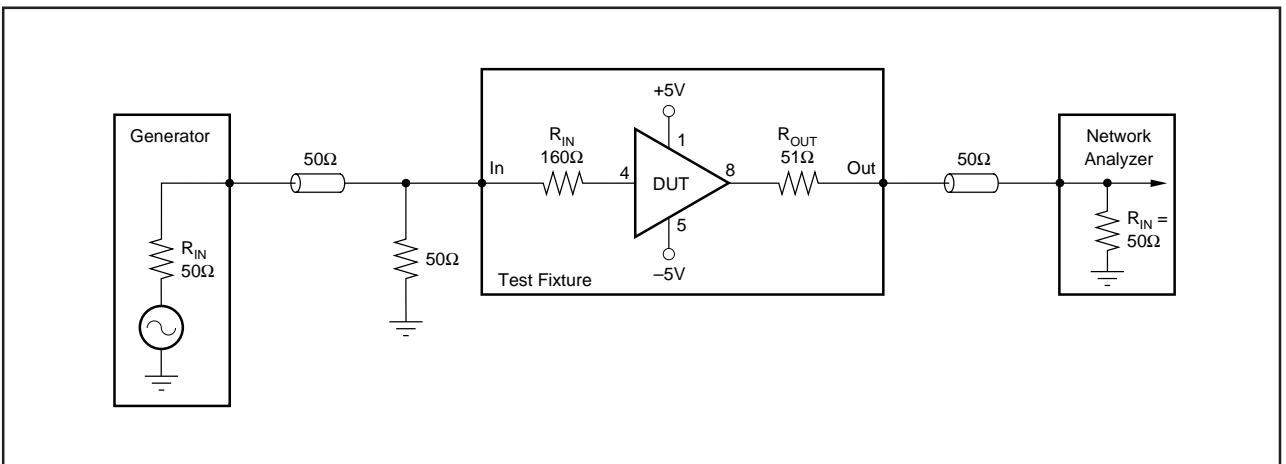 Generator
R_IN
50Ω
50Ω
50Ω
In
R_IN
160Ω
4
DUT
+5V
1
5
–5V
8
R_OUT
51Ω
Out
Test Fixture
50Ω
Network
Analyzer
R_IN =
50Ω